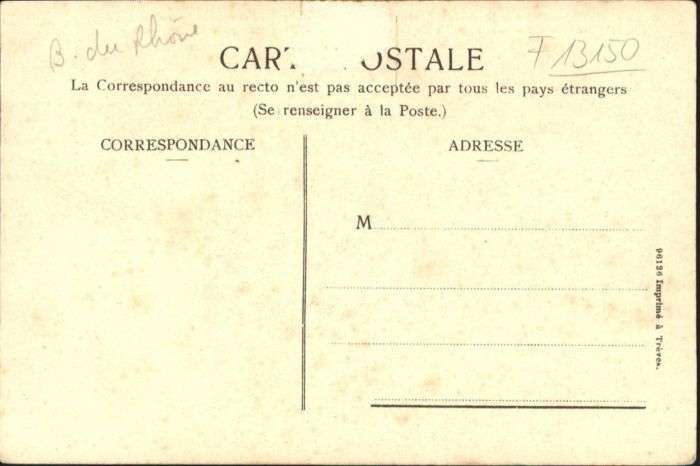 B. du Rhône
F 13150
CART OSTALE
La Correspondance au recto n'est pas acceptée par tous les pays étrangers
(Se renseigner à la Poste.)
CORRESPONDANCE
ADRESSE
M
96126 Imprimé à Trèves.